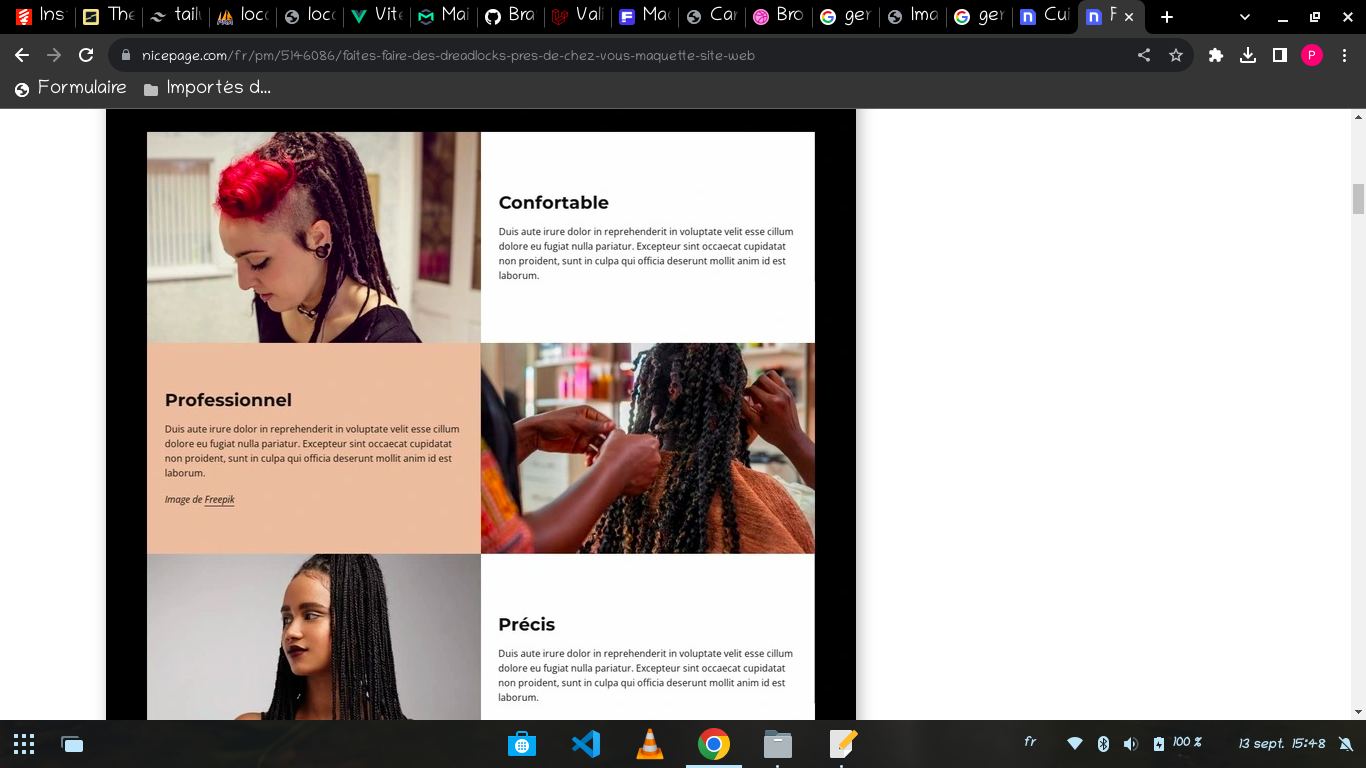 Ins
The
tail
loca
loca
Vite
Mai
Bra
Vali
Mac
Car
Bro
ger
Ima
ger
Cui
F
nicepage.com/fr/pm/5146086/faites-faire-des-dreadlocks-pres-de-chez-vous-maquette-site-web
P
Formulaire
Importés d...
Confortable
Duis aute irure dolor in reprehenderit in voluptate velit esse cillum
dolore eu fugiat nulla pariatur. Excepteur sint occaecat cupidatat
non proident, sunt in culpa qui officia deserunt mollit anim id est
laborum.
Professionnel
Duis aute irure dolor in reprehenderit in voluptate velit esse cillum
dolore eu fugiat nulla pariatur. Excepteur sint occaecat cupidatat
non proident, sunt in culpa qui officia deserunt mollit anim id est
laborum.
Image de Freepik
Précis
Duis aute irure dolor in reprehenderit in voluptate velit esse cillum
dolore eu fugiat nulla pariatur. Excepteur sint occaecat cupidatat
non proident, sunt in culpa qui officia deserunt mollit anim id est
laborum.
fr
100 %
13 sept. 15:48